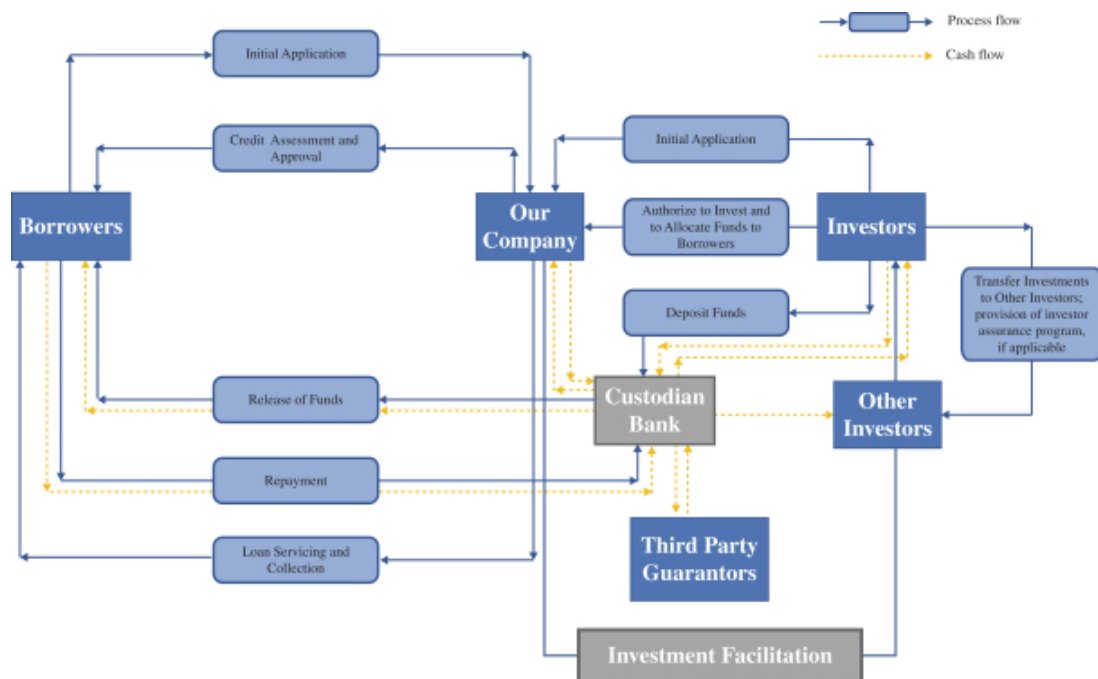 Process flow
Cash flow
Initial Application
Credit Assessment and
Approval
Initial Application
Borrowers
Our
Company
Authorize to Invest and
to Allocate Funds to
Borrowers
Investors
Transfer Investments
to Other Investors;
provision of investor
assurance program,
if applicable
Deposit Funds
Release of Funds
Custodian
Bank
Other
Investors
Repayment
Loan Servicing and
Collection
Third Party
Guarantors
Investment Facilitation